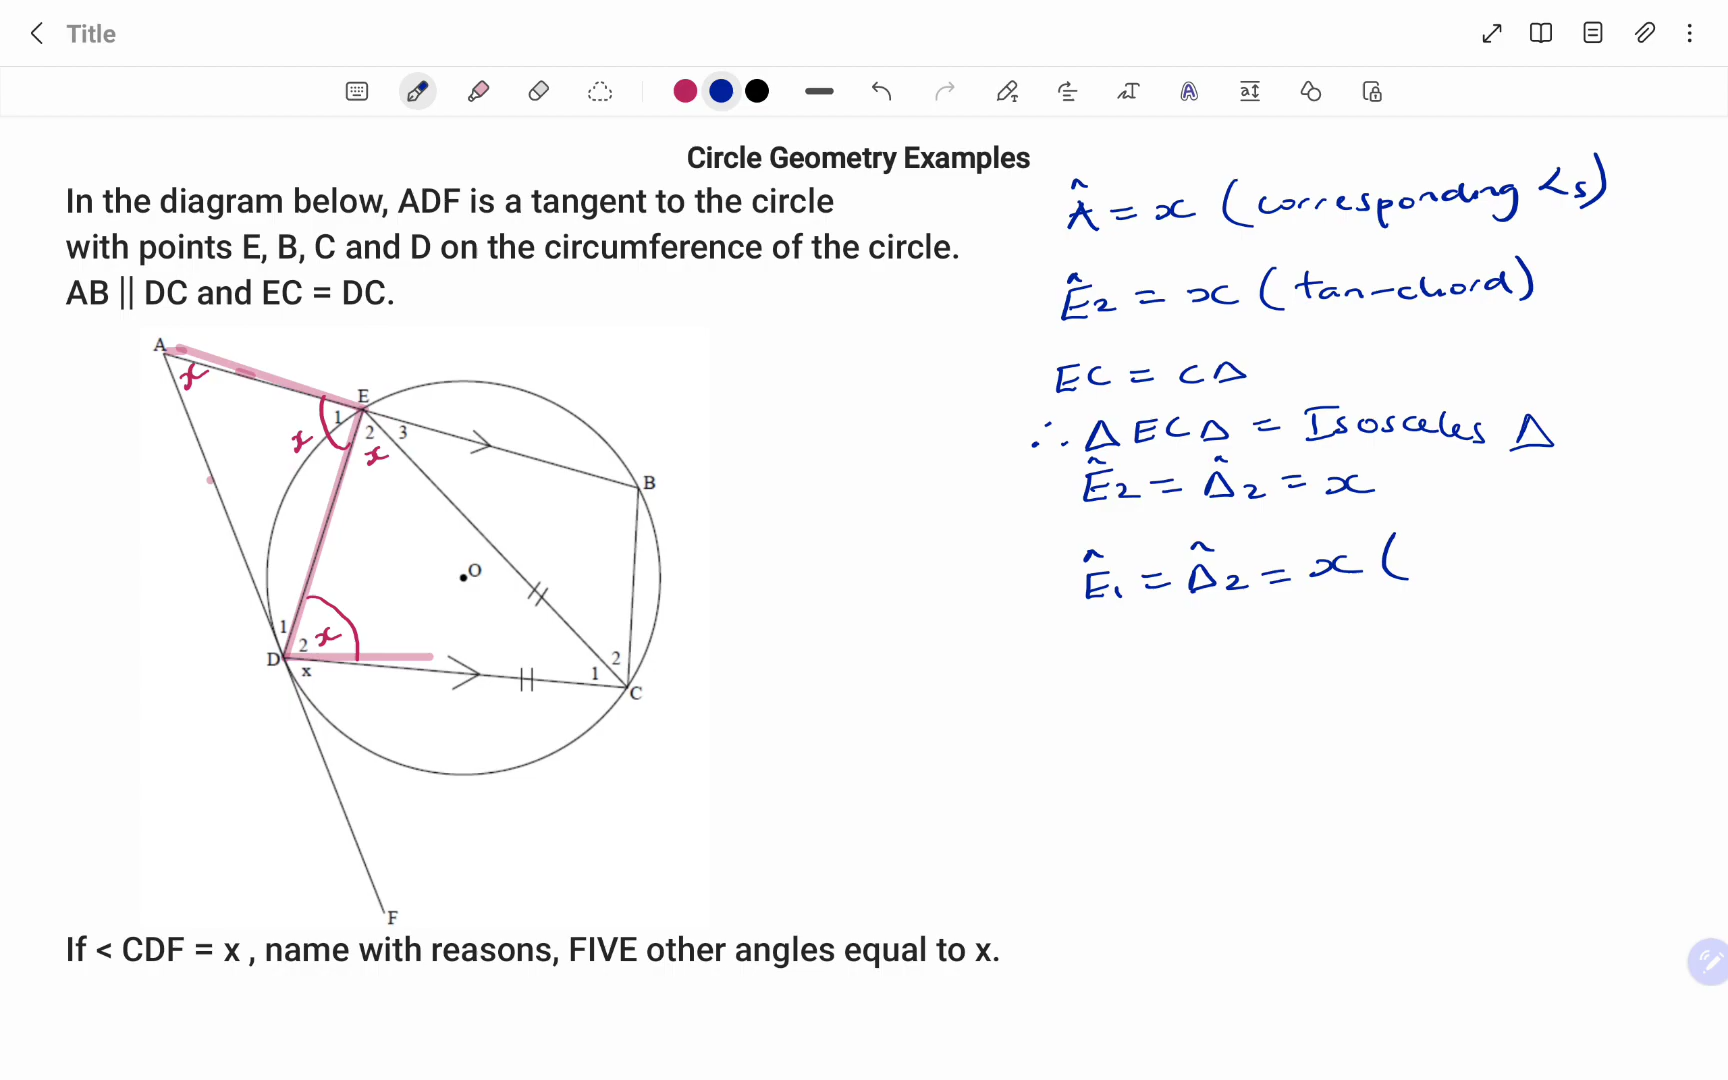 Title
Circle Geometry Examples
In the diagram below, ADF is a tangent to the circle
with points E, B, C and D on the circumference of the circle.
AB || DC and EC = DC.
A
x
E
1
2
3
x
x
B
O
1
2
x
D
x
1
2
C
F
If < CDF = x , name with reasons, FIVE other angles equal to x.
Â = x (corresponding <s)
Ê2 = x (tan-chord)
EC = CD
∴ Δ ECD = Isosceles Δ
Ê2 = D̂2 = x
Ê1 = D̂2 = x (